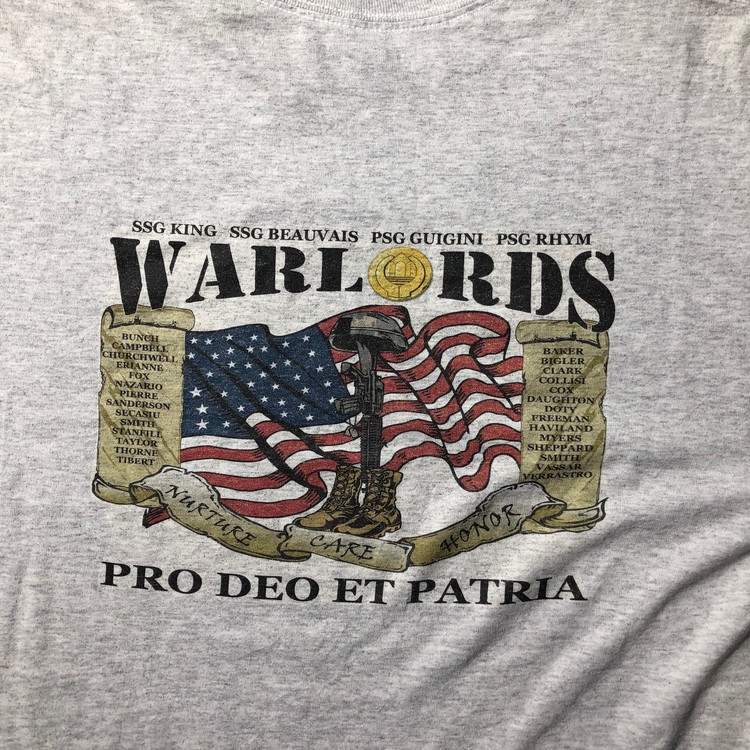 SSG KING SSG BEAUVAIS PSG GUIGINI PSG RHYM
WARLORDS
BUNCH
CAMPBELL
CHURCHWELL
ERIANNE
FOX
NAZARIO
PIERRE
SANDERSON
SECASIU
SMITH
STANFILL
TAYLOR
THORNE
TIBERT
BAKER
BIGLER
CLARK
COLLISI
COX
DAUGHTON
DOTY
FREEMAN
HAVILAND
MYERS
SHEPPARD
SMITH
VASSAR
VERRASTRO
NURTURE CARE HONOR
PRO DEO ET PATRIA